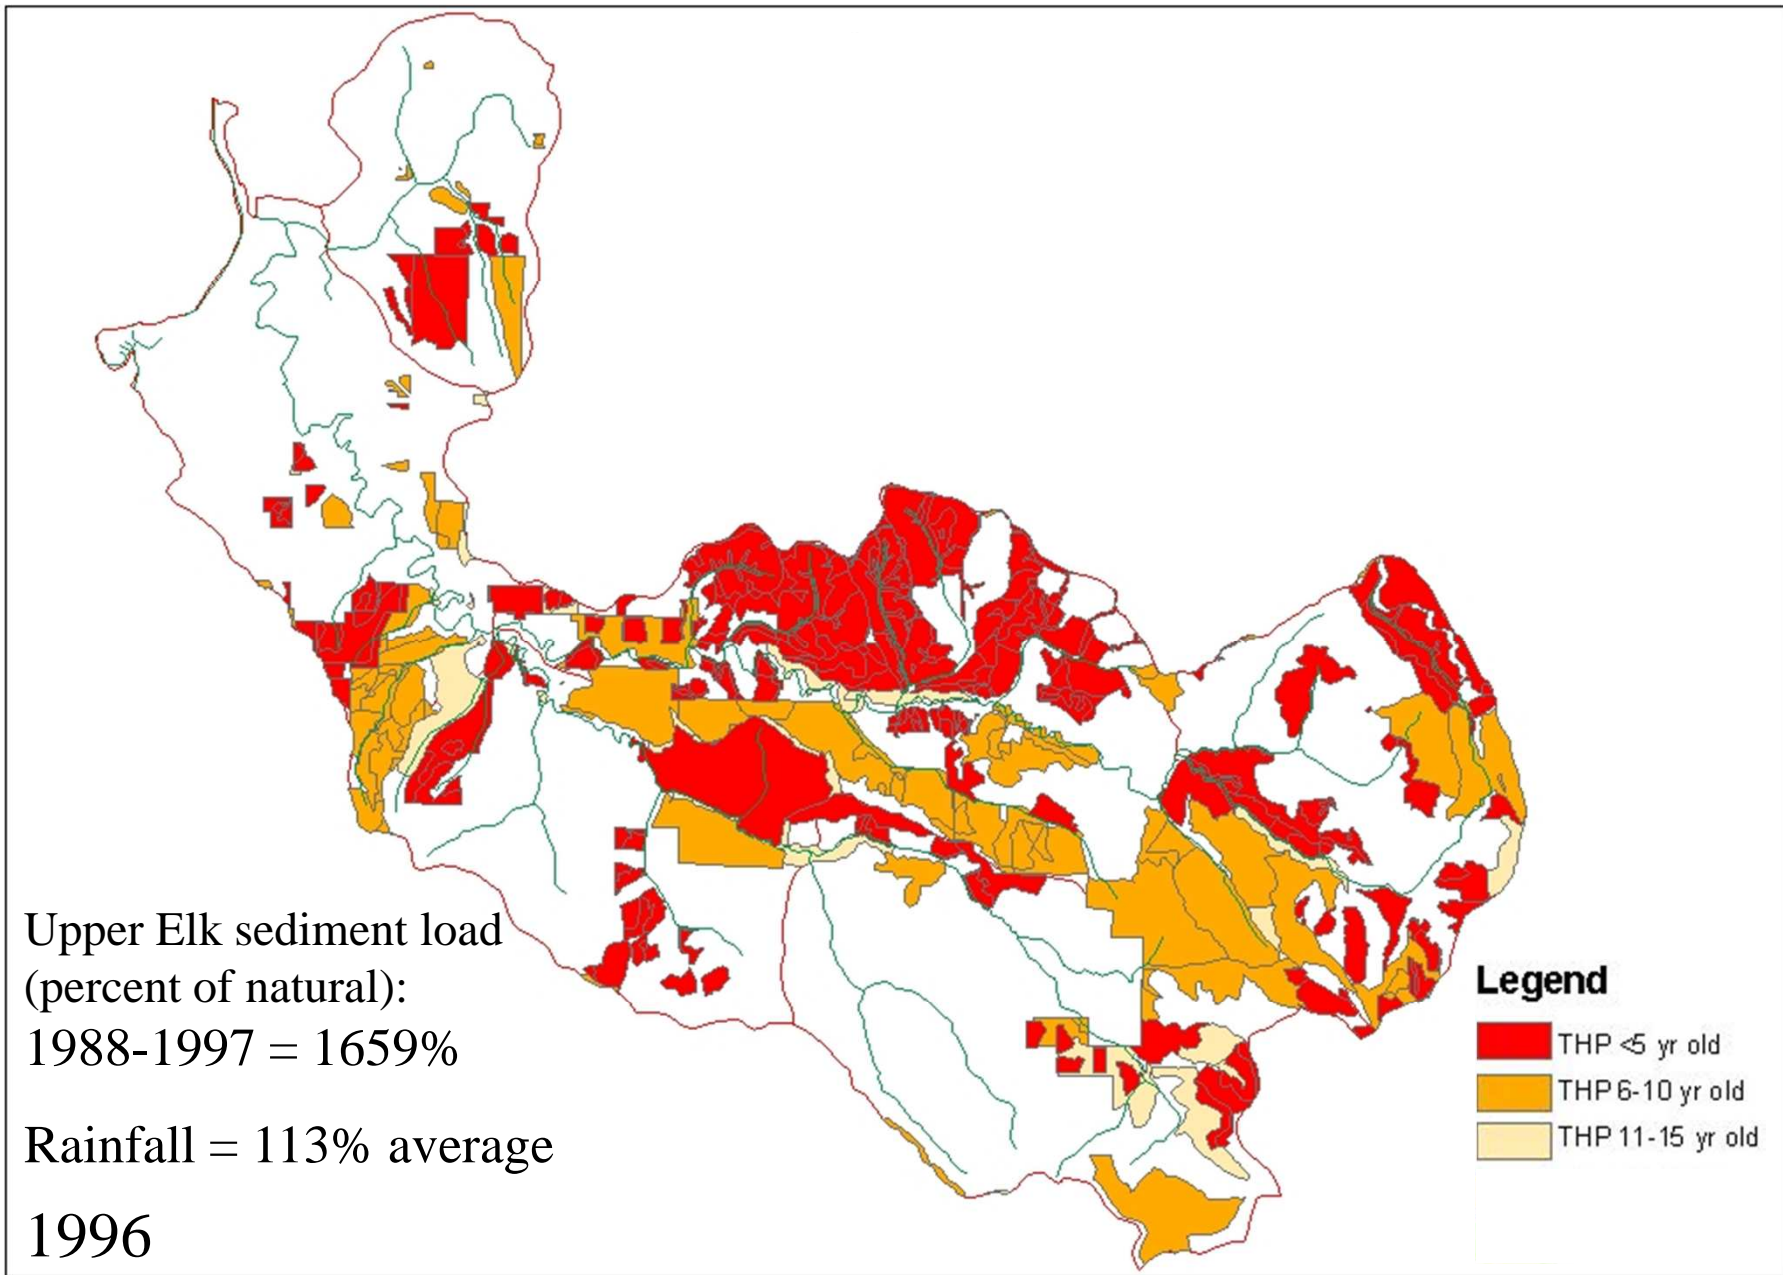 Upper Elk sediment load
(percent of natural):
1988-1997 = 1659%
Rainfall = 113% average
1996
Legend
THP <5 yr old
THP 6-10 yr old
THP 11-15 yr old